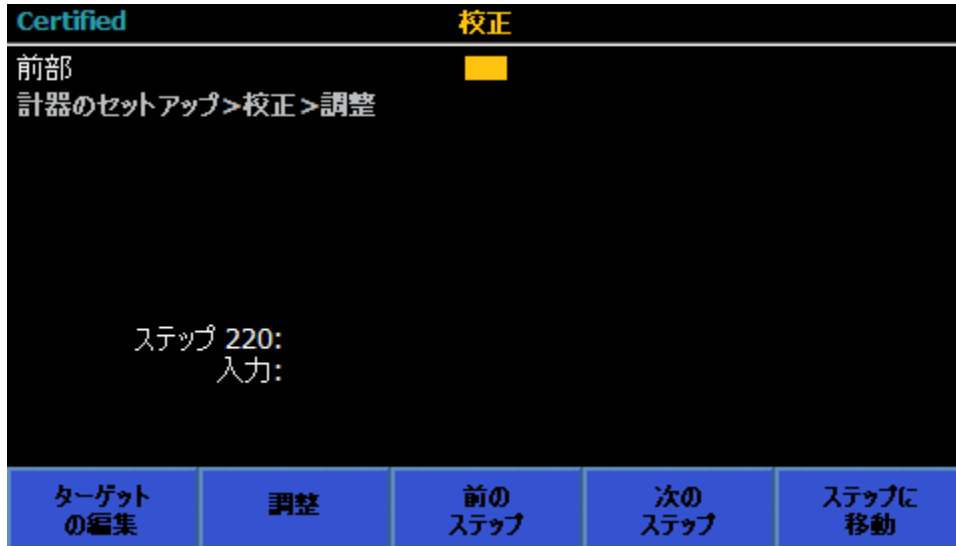 Certified 校正
前部
計器のセットアップ>校正>調整
ステップ 220:
入力:
ターゲット
の編集
調整
前の
ステップ
次の
ステップ
ステップに
移動